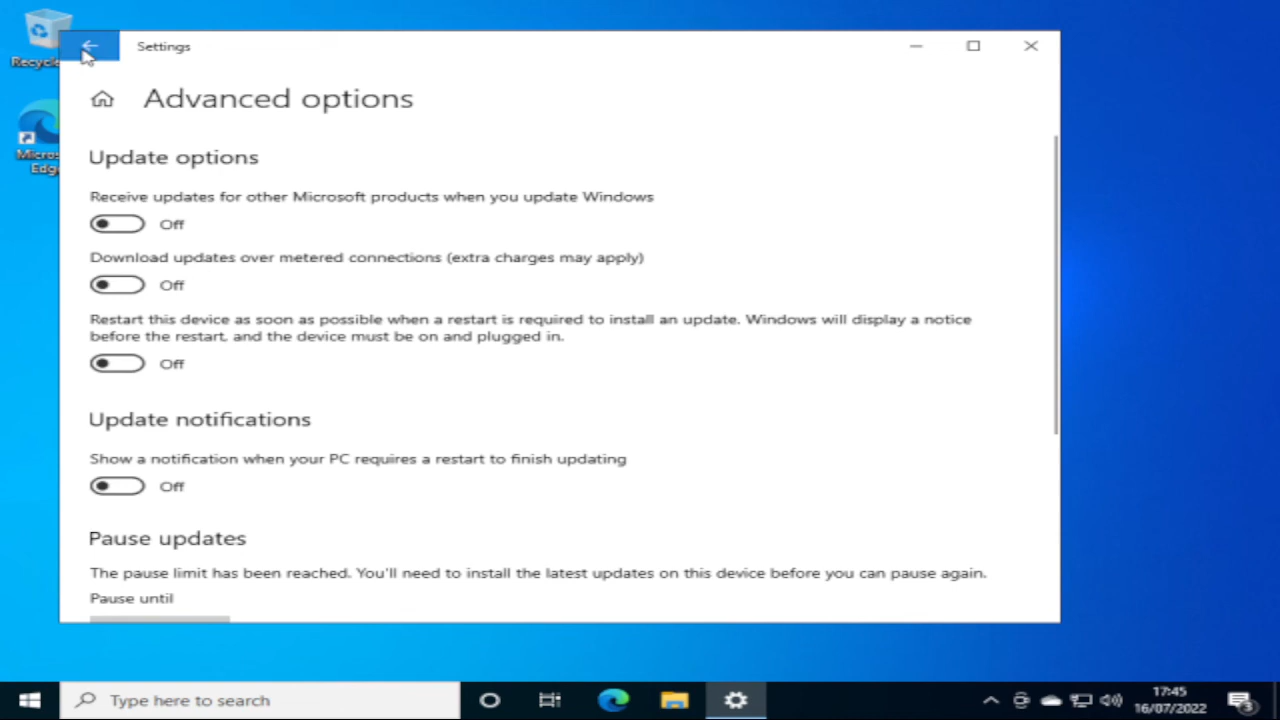 Settings
Advanced options
Update options
Receive updates for other Microsoft products when you update Windows
Off
Download updates over metered connections (extra charges may apply)
Off
Restart this device as soon as possible when a restart is required to install an update. Windows will display a notice
before the restart, and the device must be on and plugged in.
Off
Update notifications
Show a notification when your PC requires a restart to finish updating
Off
Pause updates
The pause limit has been reached. You'll need to install the latest updates on this device before you can pause again.
Pause until
Recycle
Micros
Edg
Type here to search
17:45
16/07/2022
3